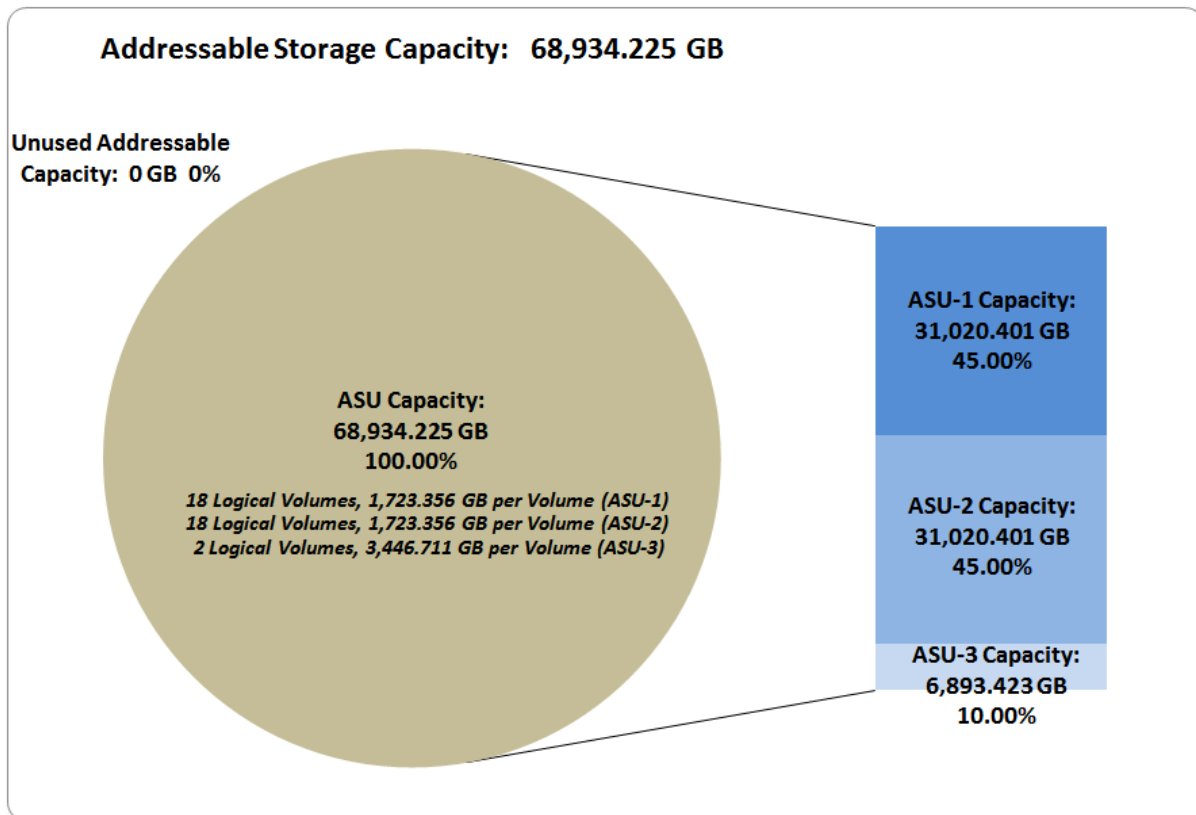 Addressable Storage Capacity: 68,934.225 GB
Unused Addressable
Capacity: 0 GB 0%
ASU Capacity:
68,934.225 GB
100.00%
18 Logical Volumes, 1,723.356 GB per Volume (ASU-1)
18 Logical Volumes, 1,723.356 GB per Volume (ASU-2)
2 Logical Volumes, 3,446.711 GB per Volume (ASU-3)
ASU-1 Capacity:
31,020.401 GB
45.00%
ASU-2 Capacity:
31,020.401 GB
45.00%
ASU-3 Capacity:
6,893.423 GB
10.00%